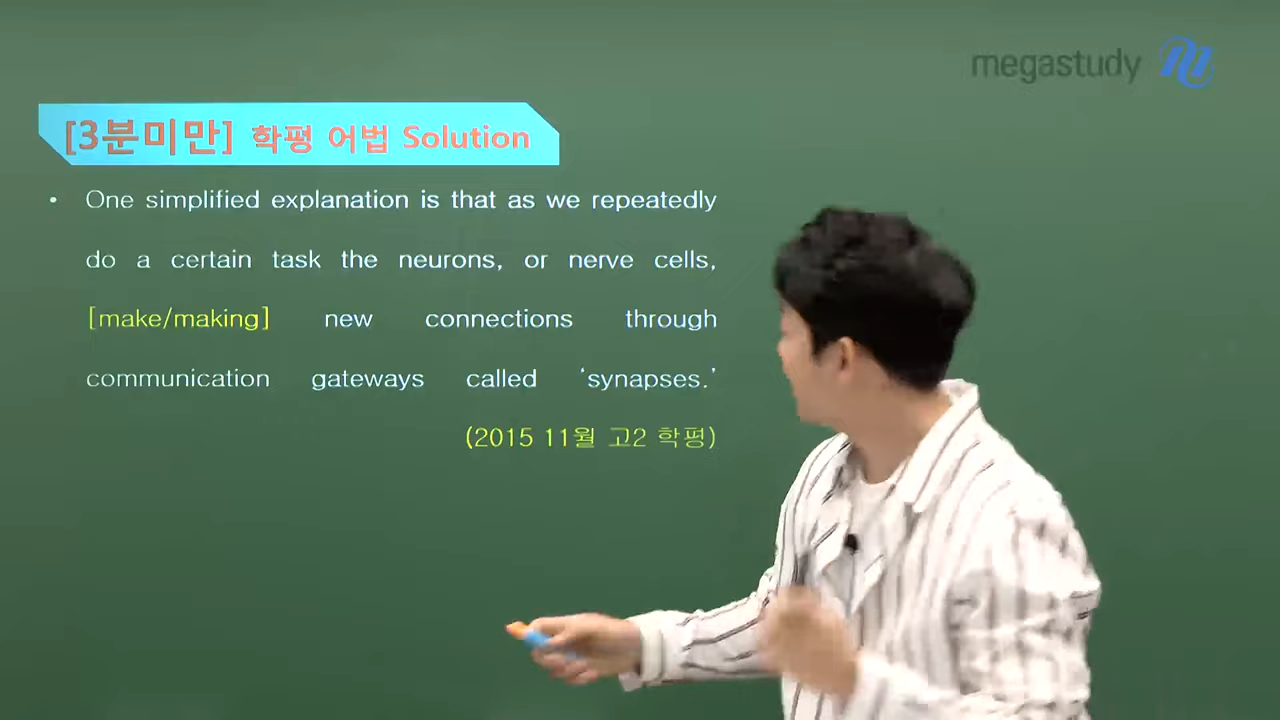 megastudy
[3분미만] 학평 어법 Solution
• One simplified explanation is that as we repeatedly
do a certain task the neurons, or nerve cells,
[make/making] new connections through
communication gateways called ‘synapses.’
(2015 11월 고2 학평)